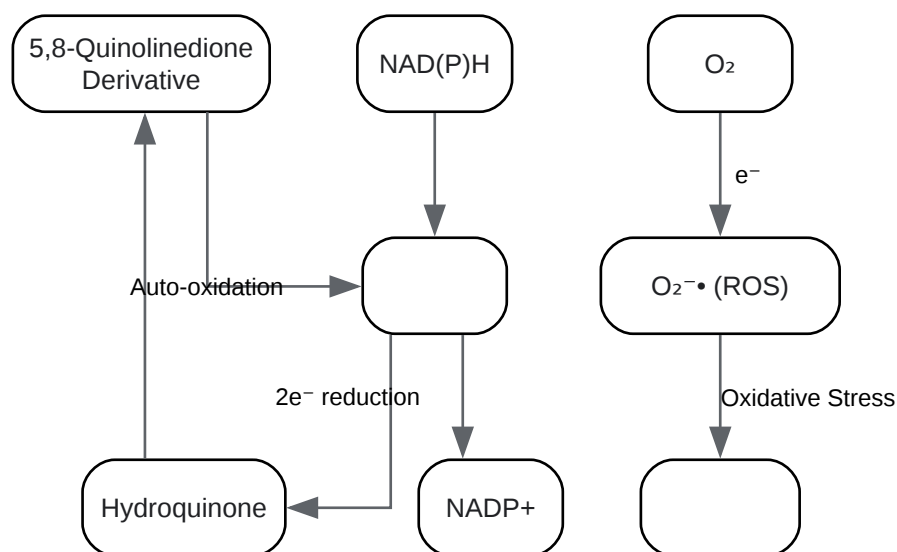 5,8-Quinolinedione
Derivative
NAD(P)H
O₂
e⁻
Auto-oxidation
O₂⁻• (ROS)
2e⁻ reduction
Oxidative Stress
Hydroquinone
NADP+